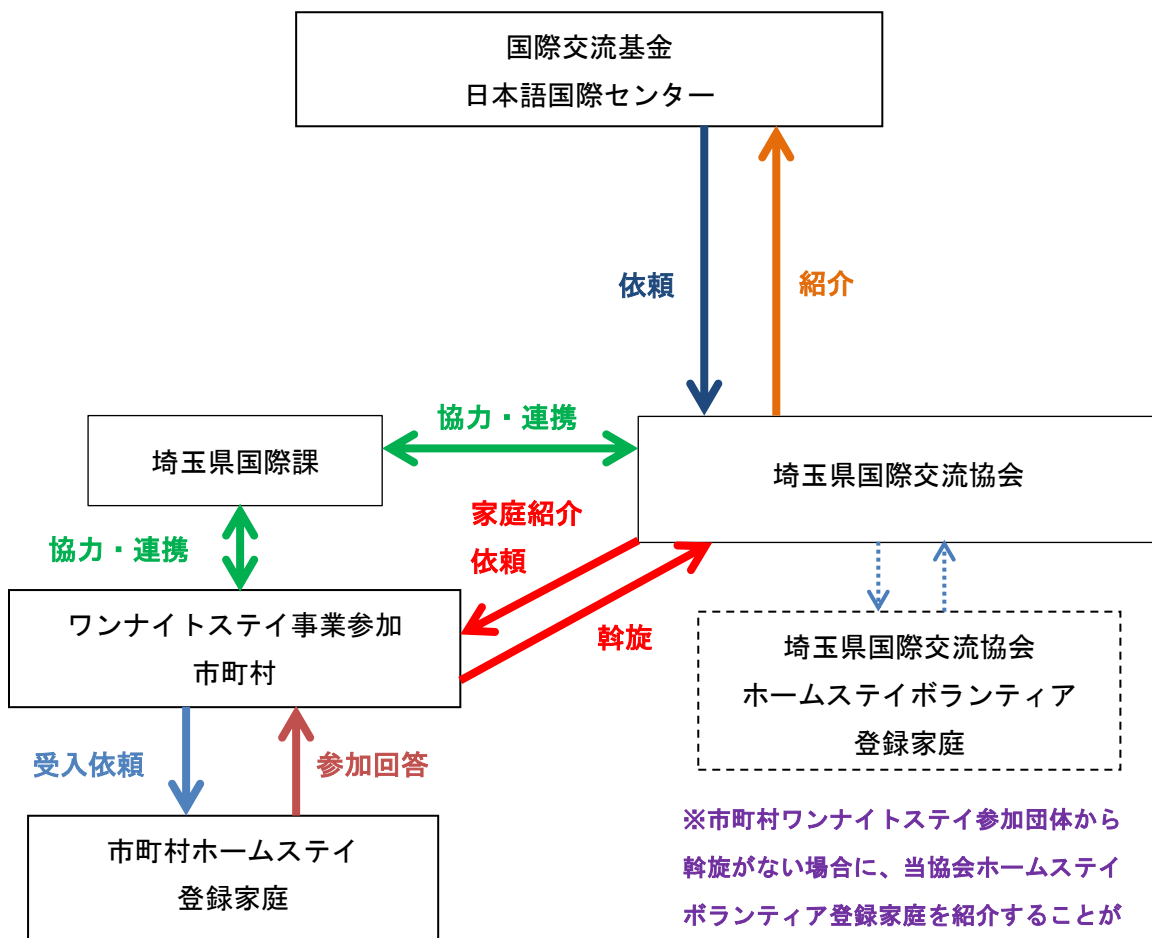 国際交流基金
日本語国際センター
依頼
紹介
協力・連携
埼玉県国際課
埼玉県国際交流協会
家庭紹介
依頼
協力・連携
斡旋
ワンナイトステイ事業参加
市町村
埼玉県国際交流協会
ホームステイボランティア
登録家庭
受入依頼
参加回答
市町村ホームステイ
登録家庭
※市町村ワンナイトステイ参加団体から
斡旋がない場合に、当協会ホームステイ
ボランティア登録家庭を紹介することが